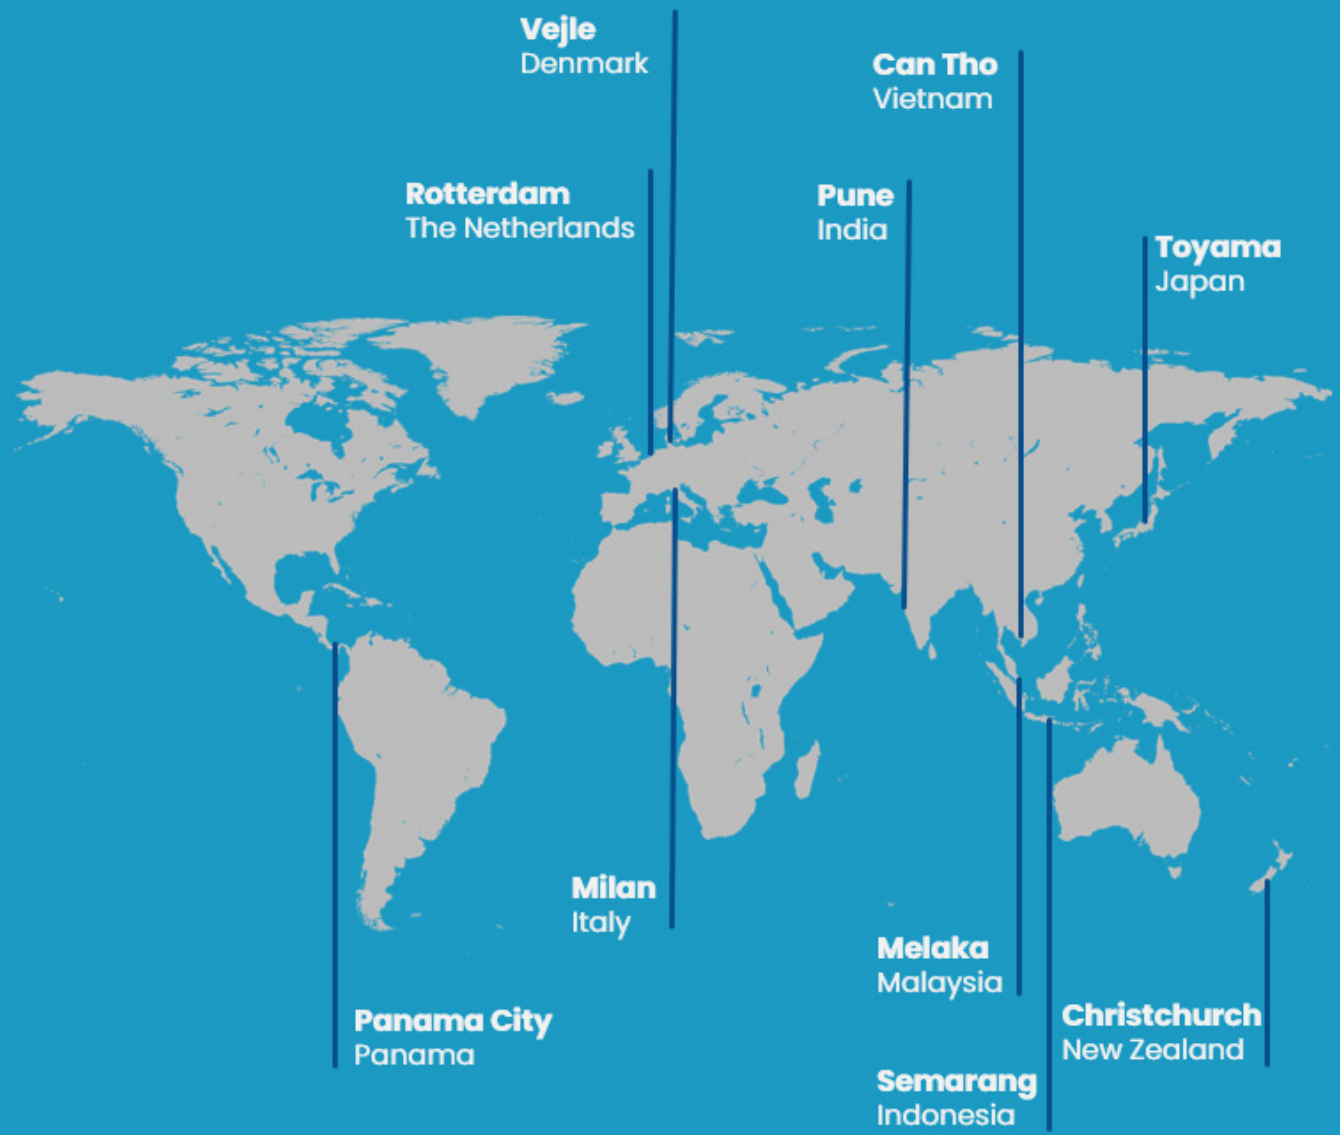 Vejle
Denmark
Can Tho
Vietnam
Rotterdam
The Netherlands
Pune
India
Toyama
Japan
Milan
Italy
Melaka
Malaysia
Panama City
Panama
Christchurch
New Zealand
Semarang
Indonesia